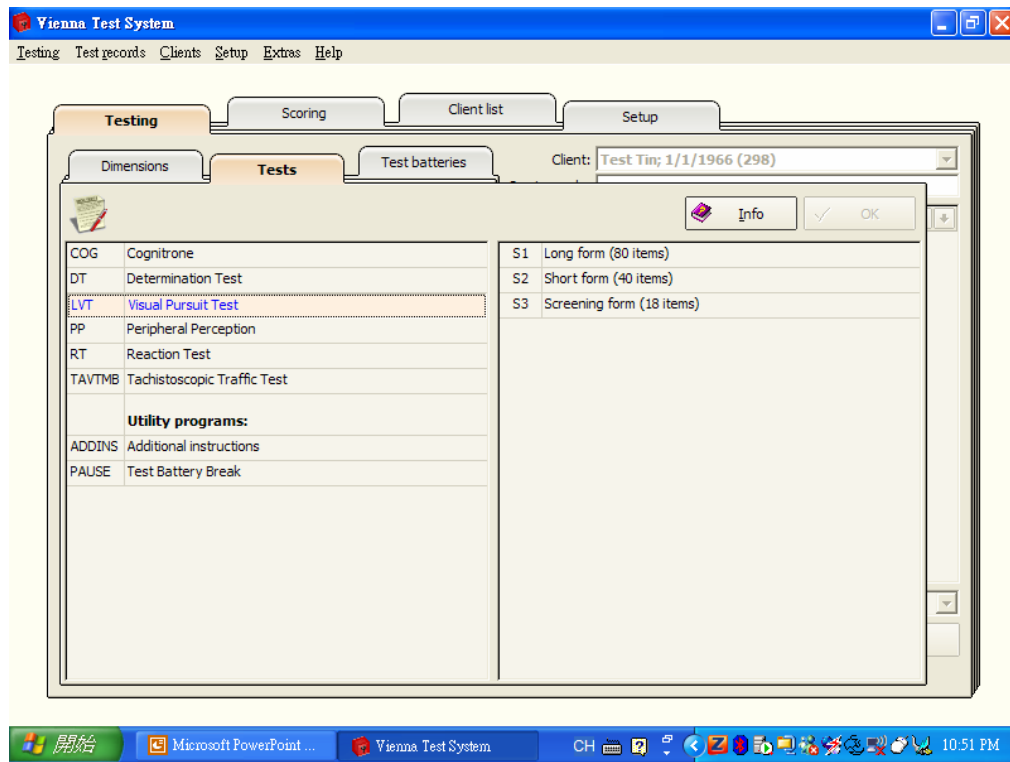 Vienna Test System
Testing Test records Clients Setup Extras Help
Testing Scoring Client list Setup
Dimensions Tests Test batteries Client: Test Tin; 1/1/1966 (298)
Info OK
COG Cognitrone S1 Long form (80 items)
DT Determination Test S2 Short form (40 items)
LVT Visual Pursuit Test S3 Screening form (18 items)
PP Peripheral Perception
RT Reaction Test
TAVTMB Tachistoscopic Traffic Test
Utility programs:
ADDINS Additional instructions
PAUSE Test Battery Break
開始 Microsoft PowerPoint ... Vienna Test System CH 10:51 PM